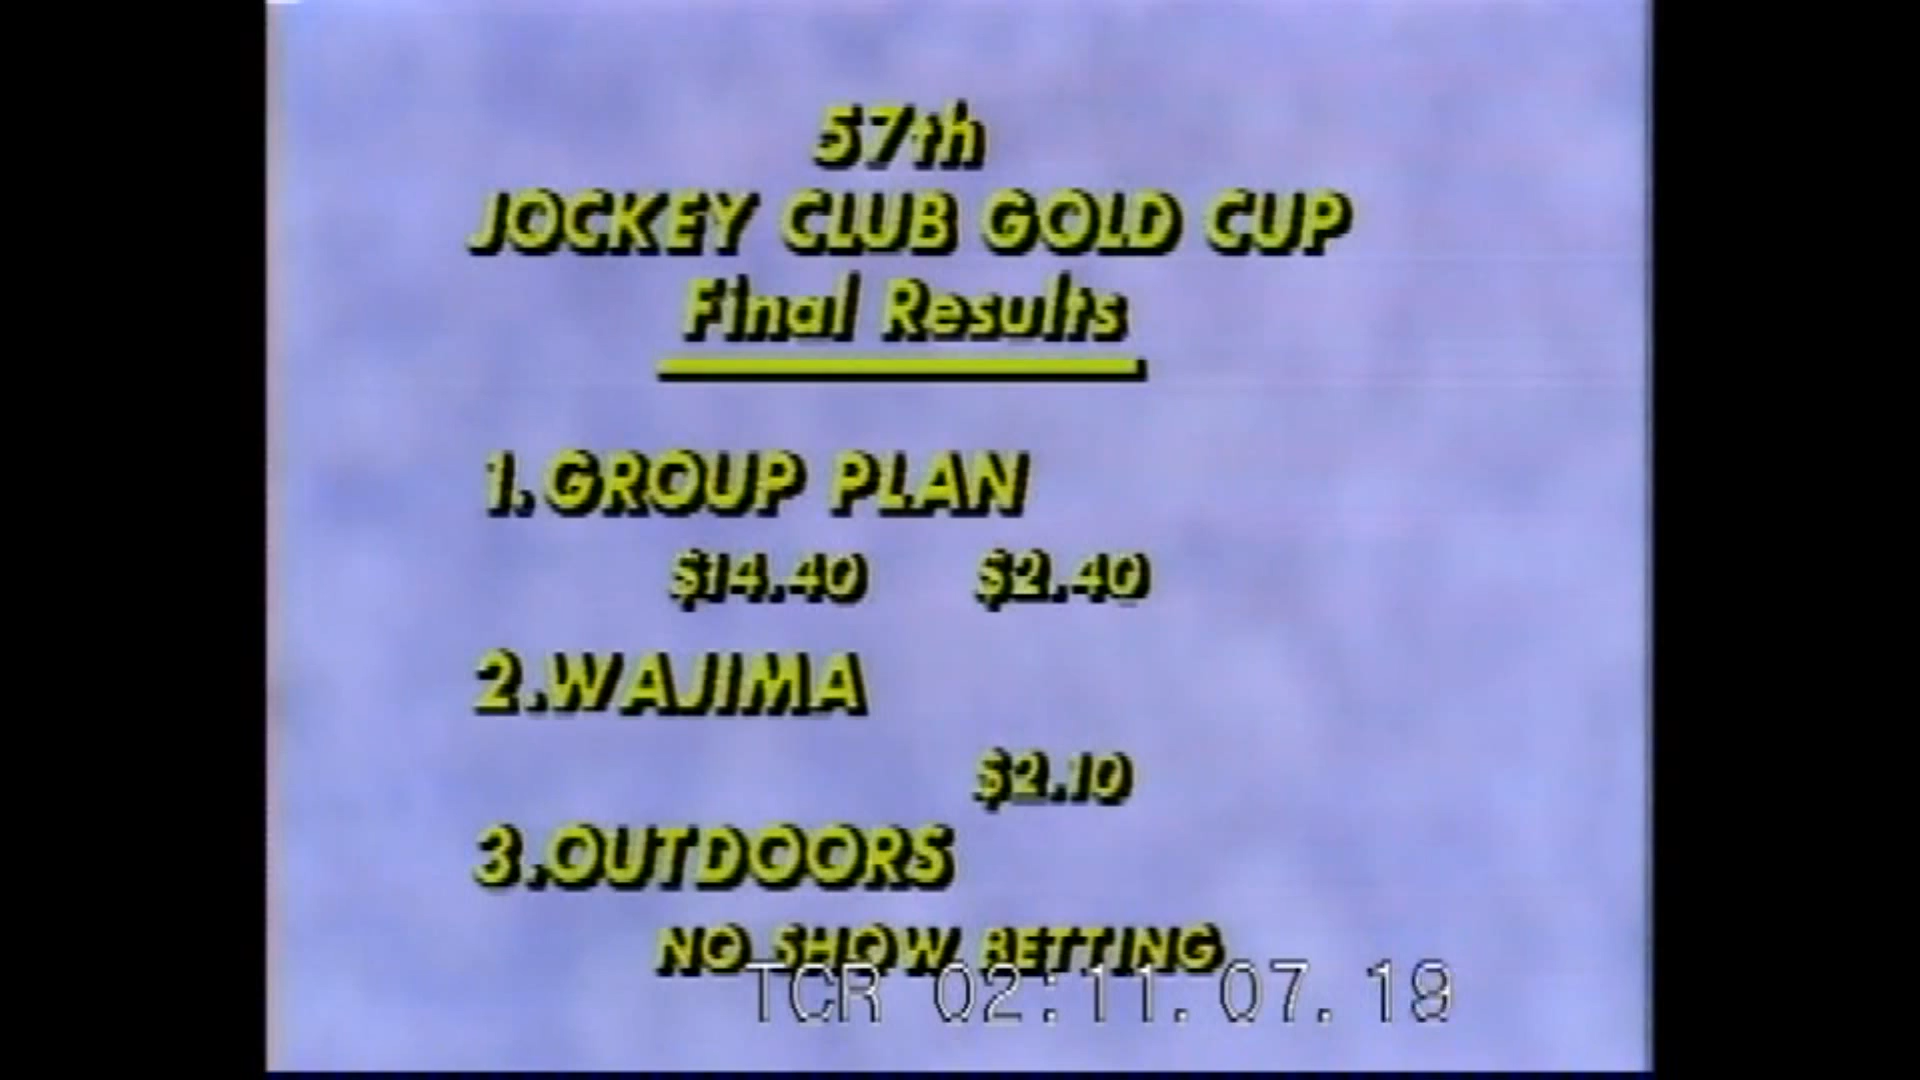 57th
JOCKEY CLUB GOLD CUP
Final Results
1. GROUP PLAN
$14.40 $2.40
2. WAJIMA
$2.10
3. OUTDOORS
NO SHOW BETTING
TCR 02:11.07.19